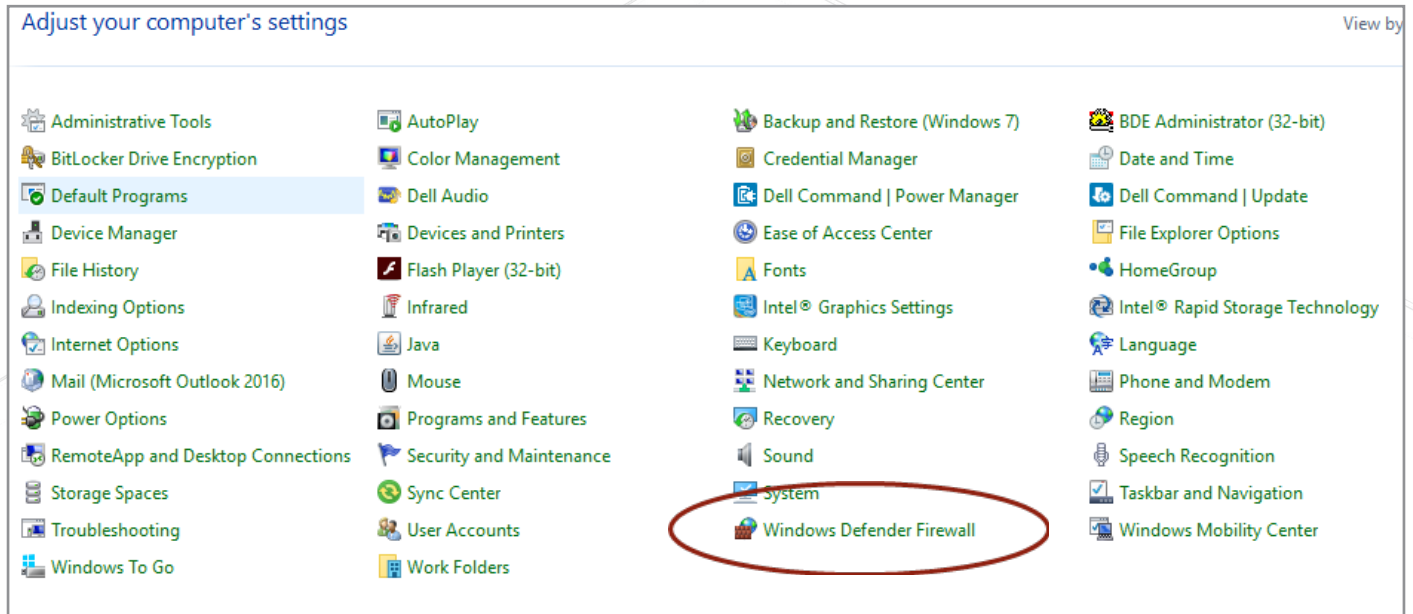 Adjust your computer's settings
View by
Administrative Tools
AutoPlay
Backup and Restore (Windows 7)
BDE Administrator (32-bit)
BitLocker Drive Encryption
Color Management
Credential Manager
Date and Time
Default Programs
Dell Audio
Dell Command | Power Manager
Dell Command | Update
Device Manager
Devices and Printers
Ease of Access Center
File Explorer Options
File History
Flash Player (32-bit)
Fonts
HomeGroup
Indexing Options
Infrared
Intel® Graphics Settings
Intel® Rapid Storage Technology
Internet Options
Java
Keyboard
Language
Mail (Microsoft Outlook 2016)
Mouse
Network and Sharing Center
Phone and Modem
Power Options
Programs and Features
Recovery
Region
RemoteApp and Desktop Connections
Security and Maintenance
Sound
Speech Recognition
Storage Spaces
Sync Center
System
Taskbar and Navigation
Troubleshooting
User Accounts
Windows Defender Firewall
Windows Mobility Center
Windows To Go
Work Folders